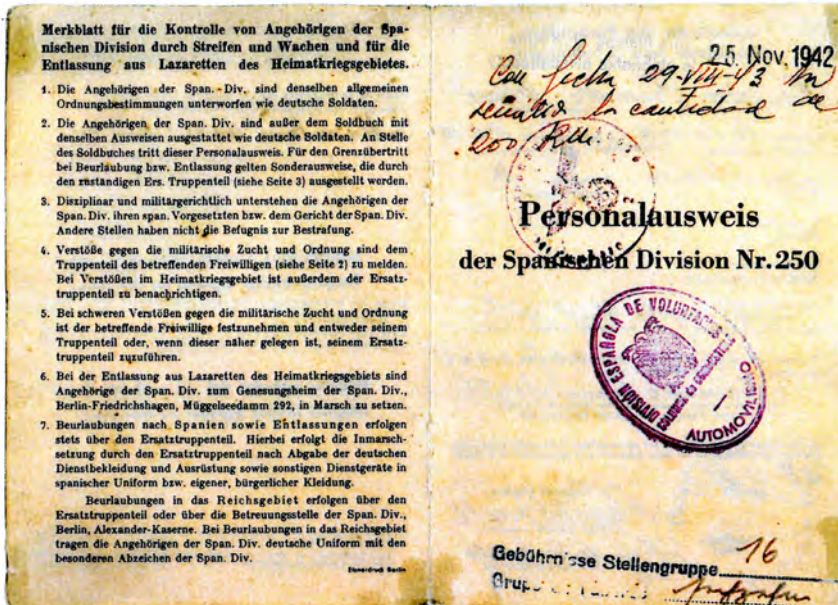 Merkblatt für die Kontrolle von Angehörigen der Spa-
nischen Division durch Streifen und Wachen und für die
Entlassung aus Lazaretten des Heimatkriegsgebietes.
1. Die Angehörigen der Span.-Div. sind denselben allgemeinen
Ordnungsbestimmungen unterworfen wie deutsche Soldaten.
2. Die Angehörigen der Span. Div. sind außer dem Soldbuch mit
denselben Ausweisen ausgestattet wie deutsche Soldaten. An Stelle
des Soldbuches tritt dieser Personalausweis. Für den Grenzübertritt
bei Beurlaubung bzw. Entlassung gelten Sonderausweise, die durch
den zuständigen Ers. Truppenteil (siehe Seite 3) ausgestellt werden.
3. Disziplinar und militärgerichtlich unterstehen die Angehörigen der
Span. Div. ihren span. Vorgesetzten bzw. dem Gericht der Span. Div.
Andere Stellen haben nicht die Befugnis zur Bestrafung.
4. Verstöße gegen die militärische Zucht und Ordnung sind dem
Truppenteil des betreffenden Freiwilligen (siehe Seite 2) zu melden.
Bei Verstößen im Heimatkriegsgebiet ist außerdem der Ersatz-
truppenteil zu benachrichtigen.
5. Bei schweren Verstößen gegen die militärische Zucht und Ordnung
ist der betreffende Freiwillige festzunehmen und entweder seinem
Truppenteil oder, wenn dieser näher gelegen ist, seinem Ersatz-
truppenteil zuzuführen.
6. Bei der Entlassung aus Lazaretten des Heimatkriegsgebiets sind
Angehörige der Span. Div. zum Genesungsheim der Span. Div.,
Berlin-Friedrichshagen, Müggelseedamm 292, in Marsch zu setzen.
7. Beurlaubungen nach Spanien sowie Entlassungen erfolgen
stets über den Ersatztruppenteil. Hierbei erfolgt die Inmarsch-
setzung durch den Ersatztruppenteil nach Abgabe der deutschen
Dienstbekleidung und Ausrüstung sowie sonstigen Dienstgeräte in
spanischer Uniform bzw. eigener, bürgerlicher Kleidung.
Beurlaubungen in das Reichsgebiet erfolgen über den
Ersatztruppenteil oder über die Betreuungsstelle der Span. Div.,
Berlin, Alexander-Kaserne. Bei Beurlaubungen in das Reichsgebiet
tragen die Angehörigen der Span. Div. deutsche Uniform mit den
besonderen Abzeichen der Span. Div.
25. Nov. 1942
Con fecha 29-VIII-43
la cantidad de
200 Rm.
Personalausweis
der Spanischen Division Nr. 250
DIVISION ESPAÑOLA DE VOLUNTARIOS
AUTOMOVILISMO
Stellengruppe 16